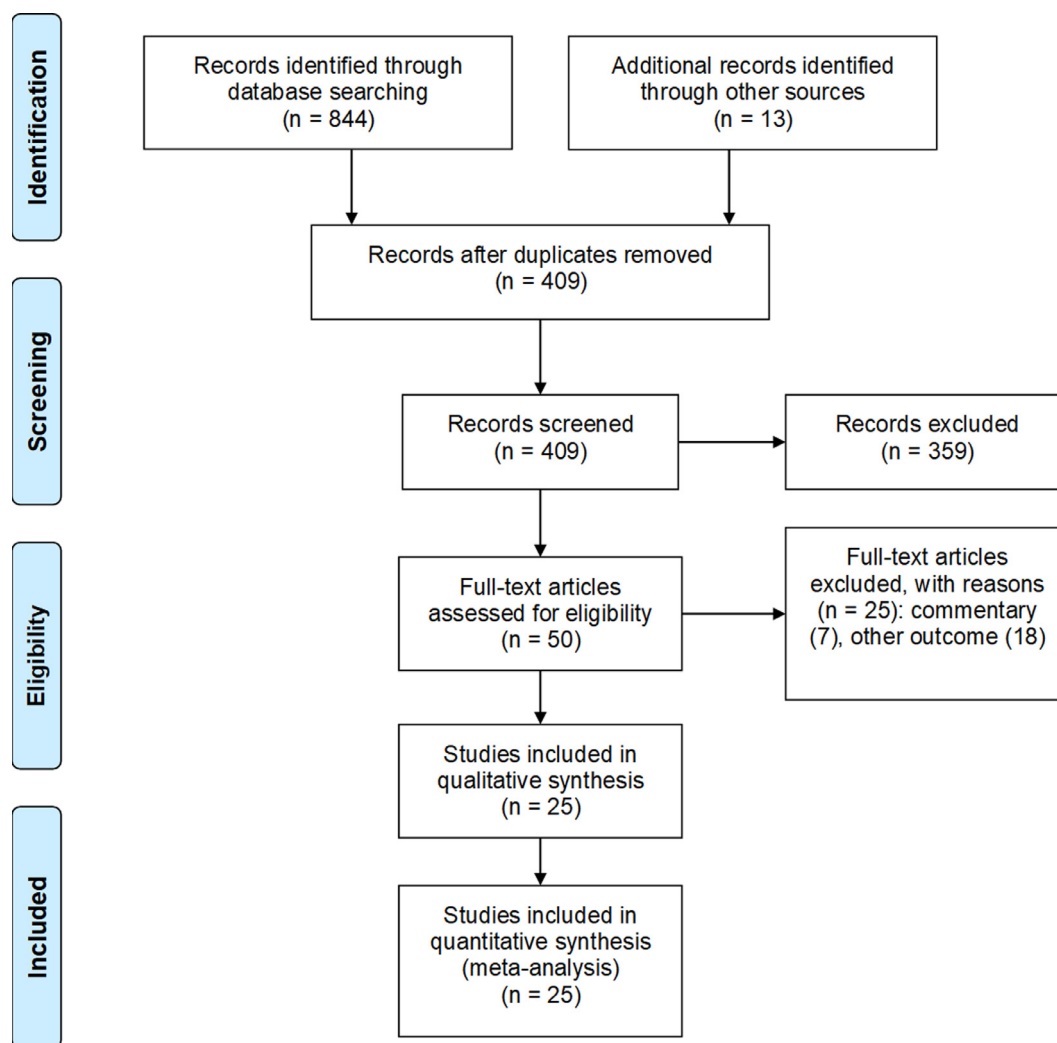 Identification
Records identified through
database searching
(n = 844)
Additional records identified
through other sources
(n = 13)
Records after duplicates removed
(n = 409)
Screening
Records screened
(n = 409)
Records excluded
(n = 359)
Eligibility
Full-text articles
assessed for eligibility
(n = 50)
Full-text articles
excluded, with reasons
(n = 25): commentary
(7), other outcome (18)
Studies included in
qualitative synthesis
(n = 25)
Included
Studies included in
quantitative synthesis
(meta-analysis)
(n = 25)